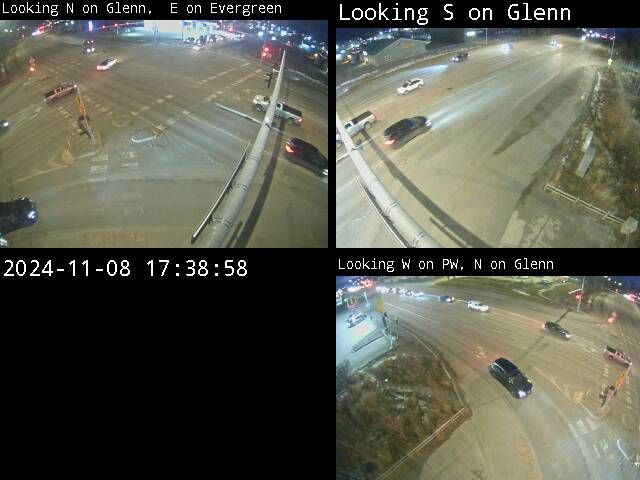 Looking N on Glenn,  E on Evergreen
Looking S on Glenn
2024-11-08 17:38:58
Looking W on PW, N on Glenn